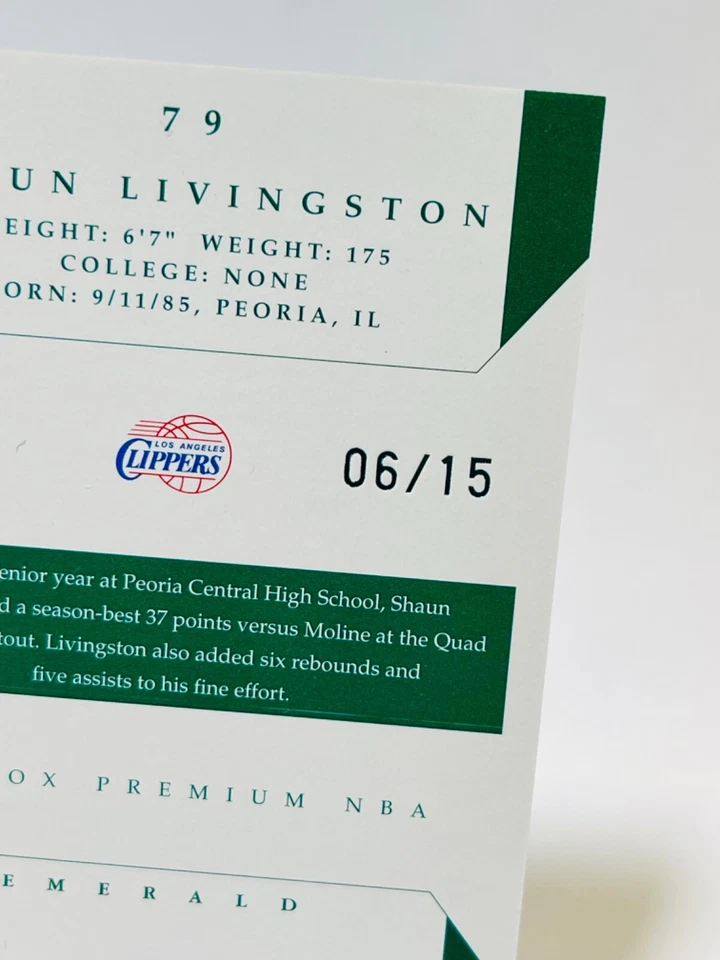 79
UN LIVINGSTON
EIGHT: 6'7" WEIGHT: 175
COLLEGE: NONE
ORN: 9/11/85, PEORIA, IL
LOS ANGELES
CLIPPERS
06/15
enior year at Peoria Central High School, Shaun
d a season-best 37 points versus Moline at the Quad
tout. Livingston also added six rebounds and
five assists to his fine effort.
OX PREMIUM NBA
EMERALD